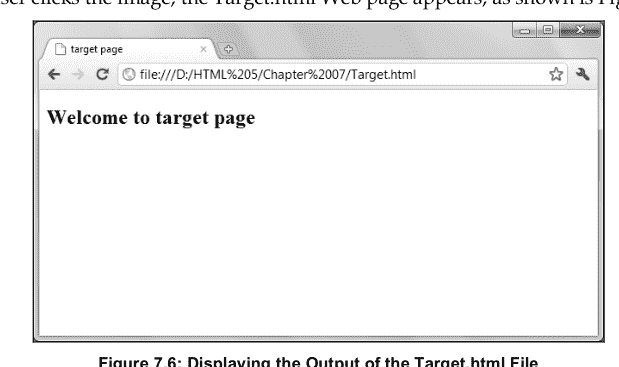 ser clicks the image, the Target.html Web page appears, as shown is Fig
target page
file:///D:/HTML%205/Chapter%2007/Target.html
Welcome to target page
Figure 7.6: Displaying the Output of the Target.html File